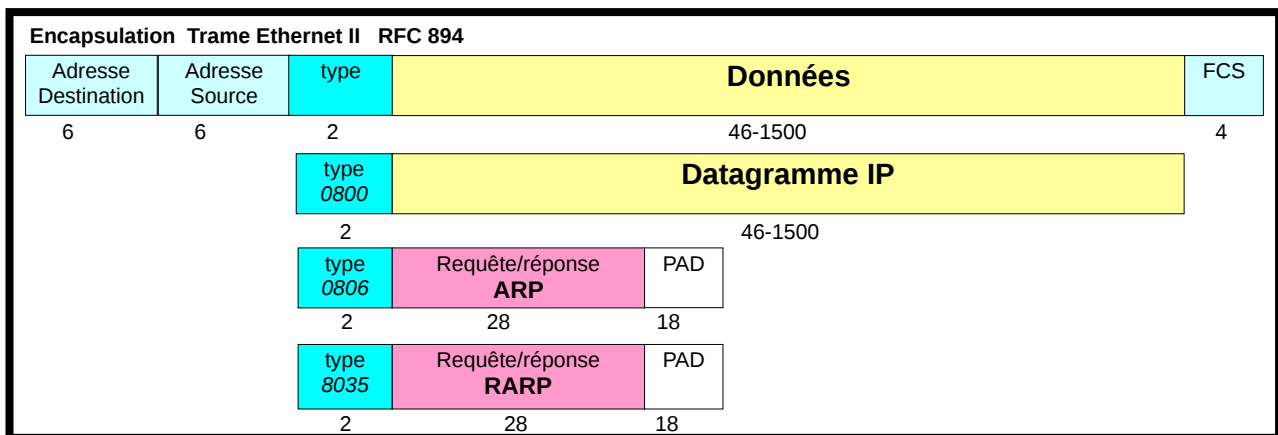 Encapsulation Trame Ethernet II RFC 894
Adresse Destination
Adresse Source
type
Données
FCS
6 6 2 46-1500 4
type 0800
Datagramme IP
2 46-1500
type 0806
Requête/réponse ARP
PAD
2 28 18
type 8035
Requête/réponse RARP
PAD
2 28 18